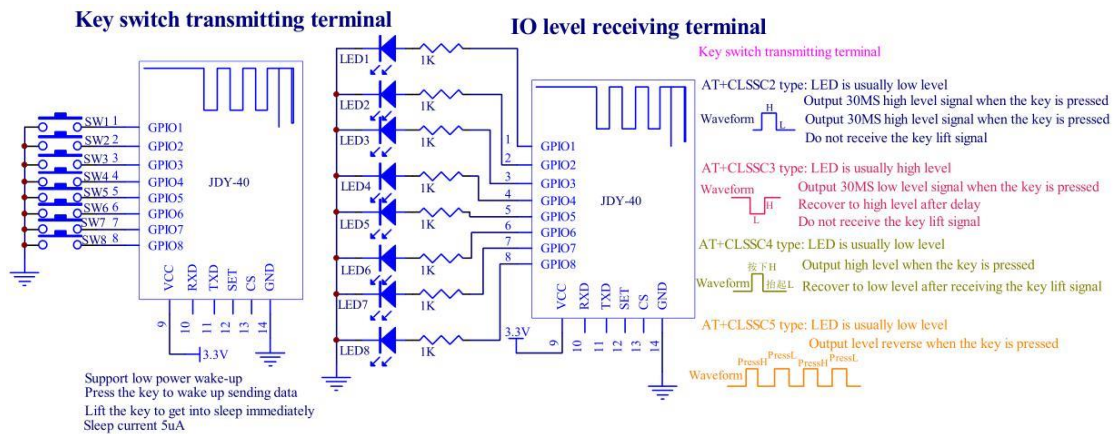 Key switch transmitting terminal
SW1 1 GPIO1
SW2 2 GPIO2
SW3 3 GPIO3
SW4 4 GPIO4
SW5 5 GPIO5
SW6 6 GPIO6
SW7 7 GPIO7
SW8 8 GPIO8
JDY-40
VCC RXD TXD SET CS GND
9 10 11 12 13 14
3.3V
Support low power wake-up
Press the key to wake up sending data
Lift the key to get into sleep immediately
Sleep current 5uA
IO level receiving terminal
LED1 1K
LED2 1K
LED3 1K
LED4 1K
LED5 1K
LED6 1K
LED7 1K
LED8 1K
1 GPIO1
2 GPIO2
3 GPIO3
4 GPIO4
5 GPIO5
6 GPIO6
7 GPIO7
8 GPIO8
JDY-40
VCC RXD TXD SET CS GND
3.3V
9 10 11 12 13 14
Key switch transmitting terminal
AT+CLSSC2 type: LED is usually low level
Output 30MS high level signal when the key is pressed
Waveform H L Output 30MS high level signal when the key is pressed
Do not receive the key lift signal
AT+CLSSC3 type: LED is usually high level
Waveform H L Output 30MS low level signal when the key is pressed
Recover to high level after delay
Do not receive the key lift signal
AT+CLSSC4 type: LED is usually low level
按下H Output high level when the key is pressed
Waveform 抬起L Recover to low level after receiving the key lift signal
AT+CLSSC5 type: LED is usually low level
Output level reverse when the key is pressed
PressH PressL PressH PressL
Waveform